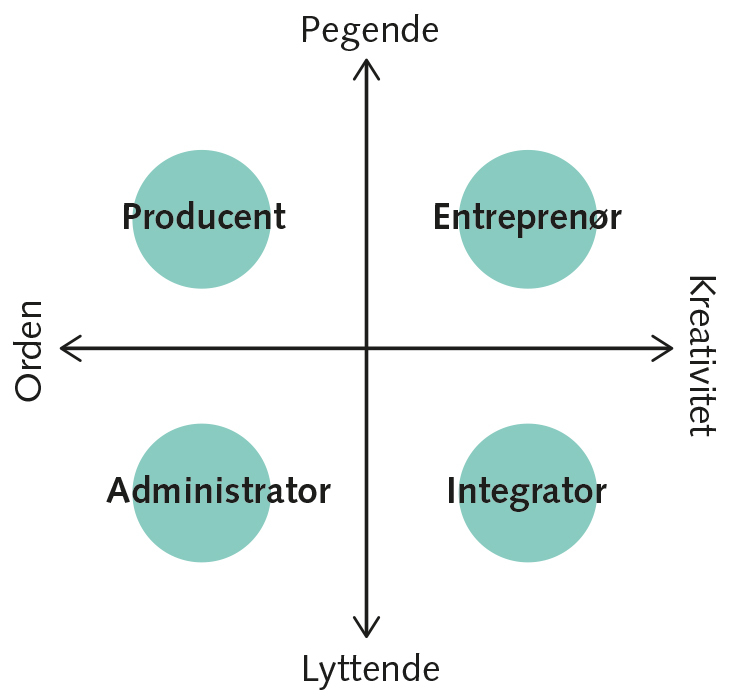 Pegende
Producent
Entreprenør
Orden
Kreativitet
Administrator
Integrator
Lyttende